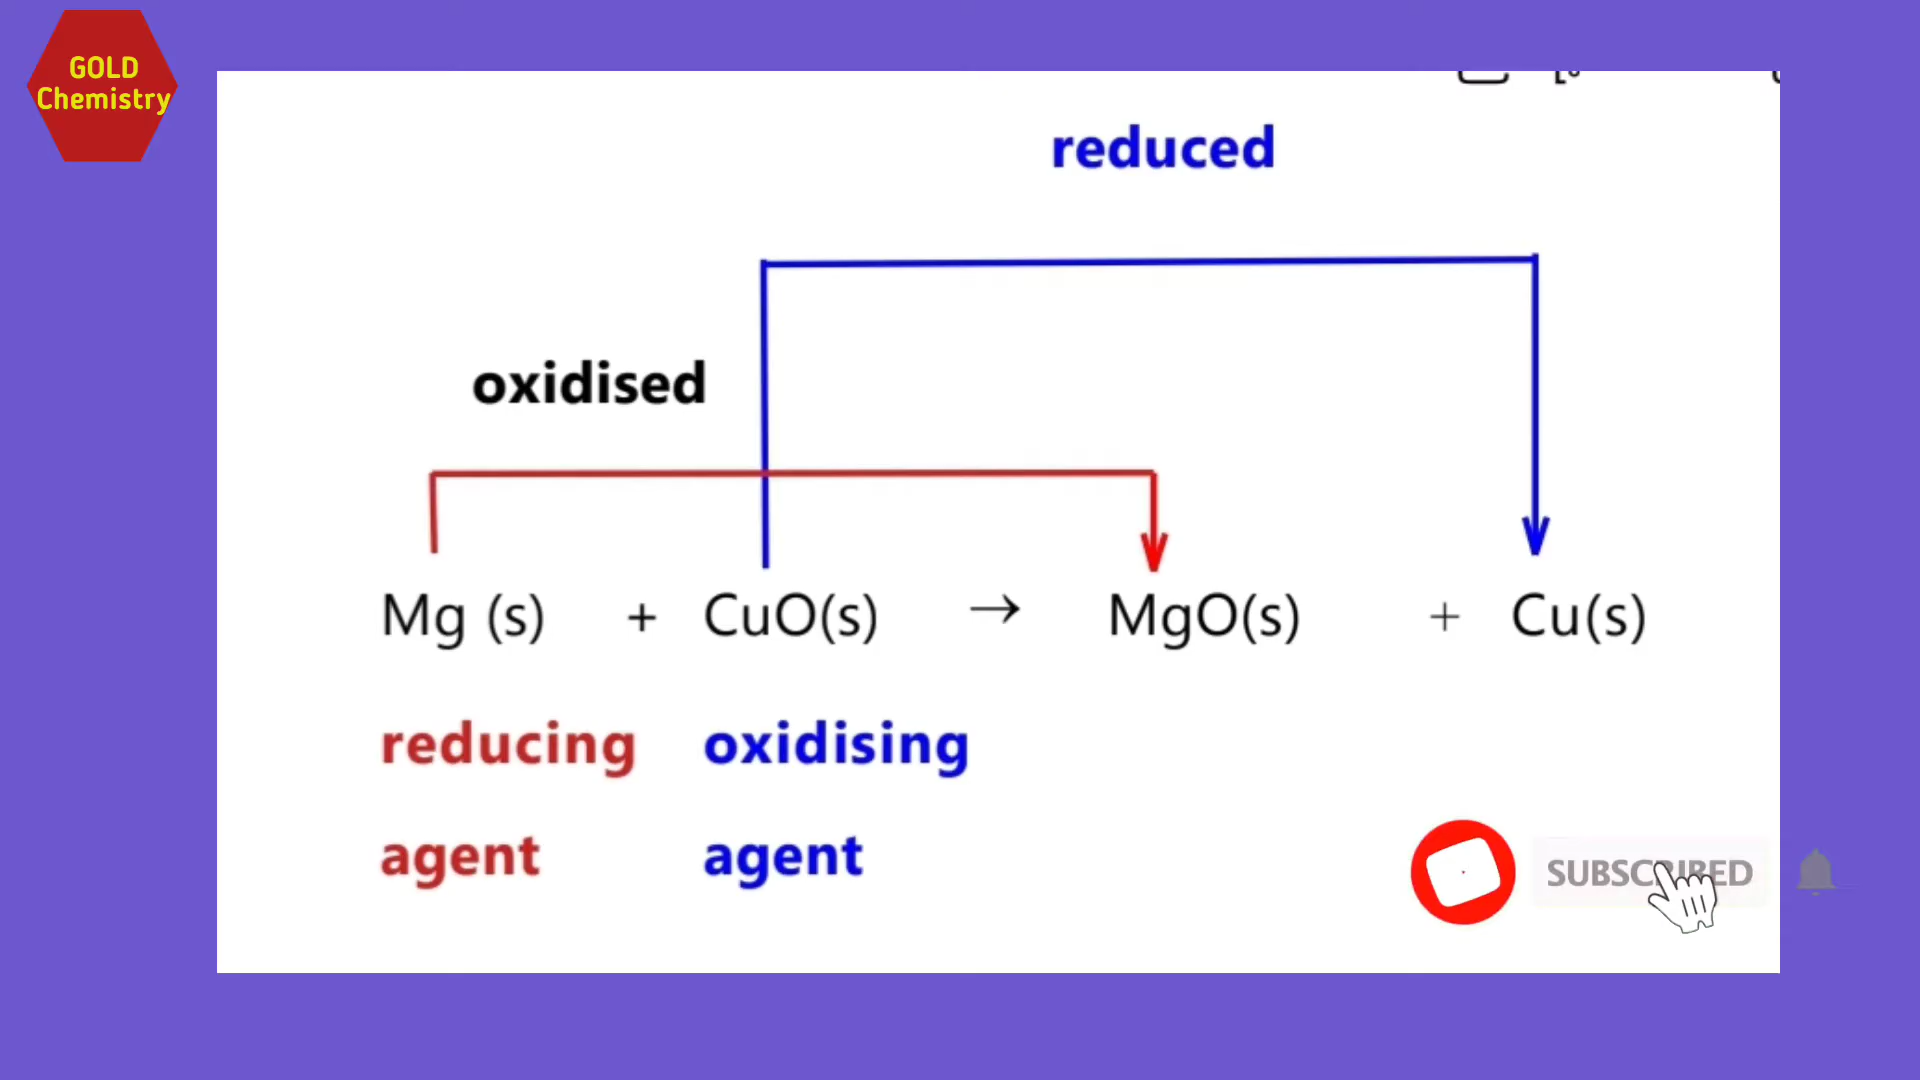 GOLD
Chemistry
reduced
oxidised
Mg (s) + CuO(s) → MgO(s) + Cu(s)
reducing oxidising
agent agent
SUBSCRIBED